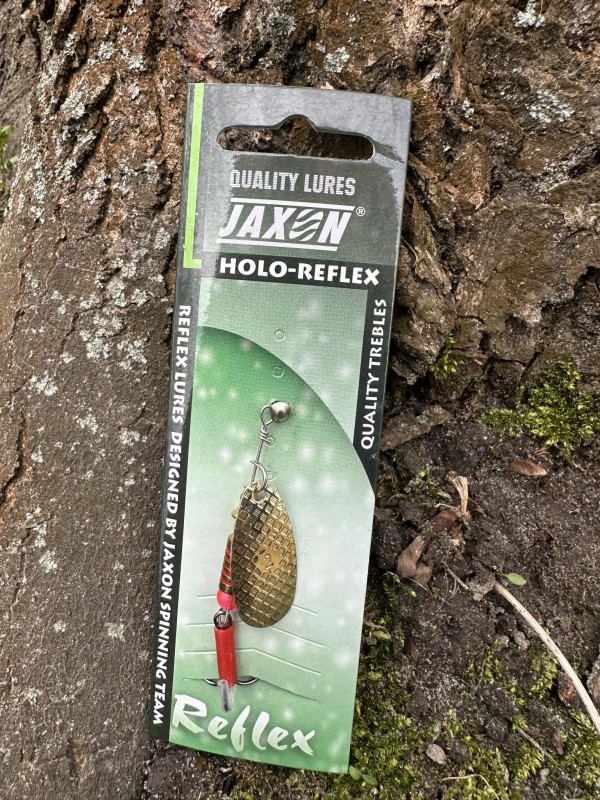 QUALITY LURES
JAXON®
HOLO-REFLEX
QUALITY TREBLES
REFLEX LURES DESIGNED BY JAXON SPINNING TEAM
Reflex